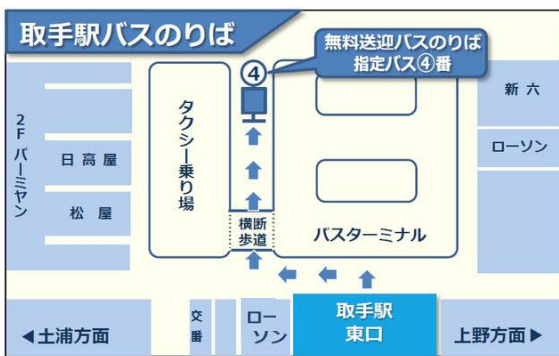 取手駅バスのりば
④
無料送迎バスのりば
指定バス④番
タクシー乗り場
2Fバーミヤン
日高屋
松屋
新六
ローソン
横断
歩道
バスターミナル
◀土浦方面
交番
ロー
ソン
取手駅
東口
上野方面▶